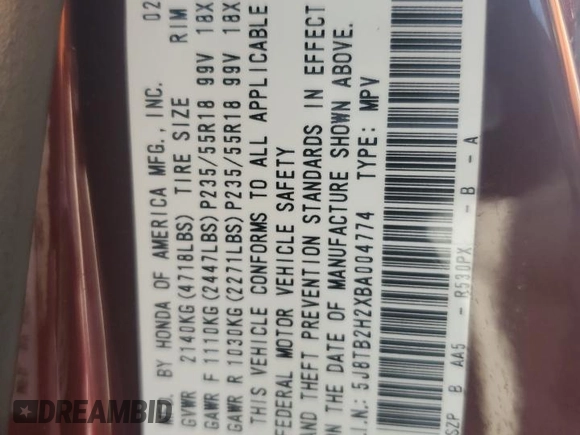 BY HONDA OF AMERICA MFG., INC. 02
GVWR 2140KG(4718LBS) TIRE SIZE RIM
GAWR F 1110KG(2447LBS)P235/55R18 99V 18X
GAWR R 1030KG(2271LBS)P235/55R18 99V 18X
THIS VEHICLE CONFORMS TO ALL APPLICABLE
FEDERAL MOTOR VEHICLE SAFETY
AND THEFT PREVENTION STANDARDS IN EFFECT
ON THE DATE OF MANUFACTURE SHOWN ABOVE.
V.I.N.: 5J8TB2H2XBA004774 TYPE: MPV
SZP B AA5 - R530PX - B - A
DREAMBID